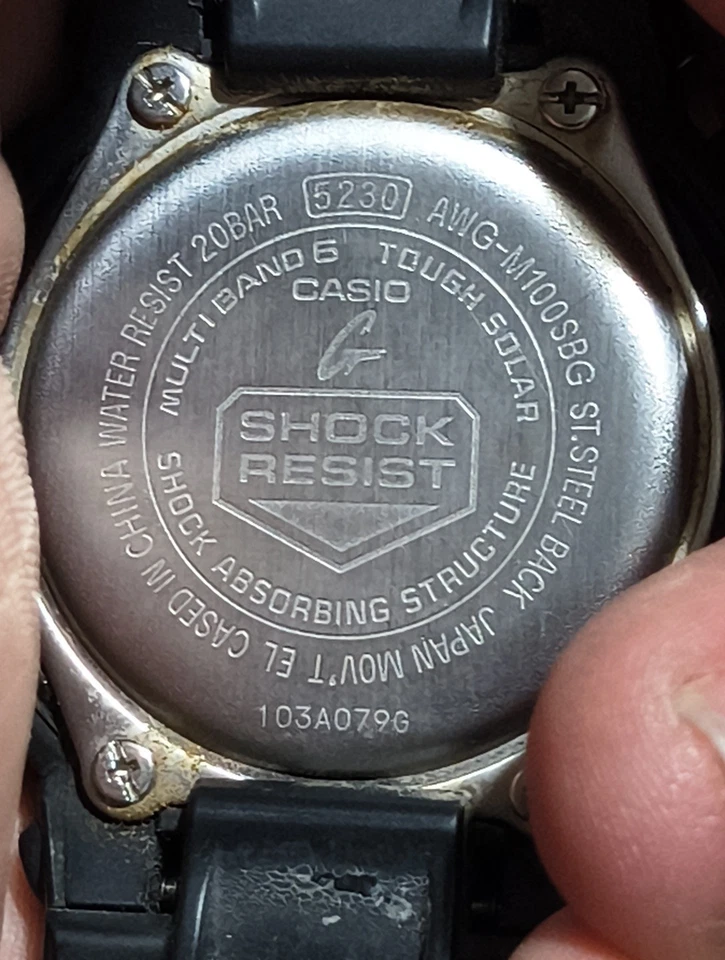 WATER RESIST 20BAR 5230 AWG-M100SBG ST.STEEL BACK JAPAN MOV'T EL CASED IN CHINA
MULTI BAND 6 TOUGH SOLAR
CASIO
G
SHOCK
RESIST
SHOCK ABSORBING STRUCTURE
103A079G